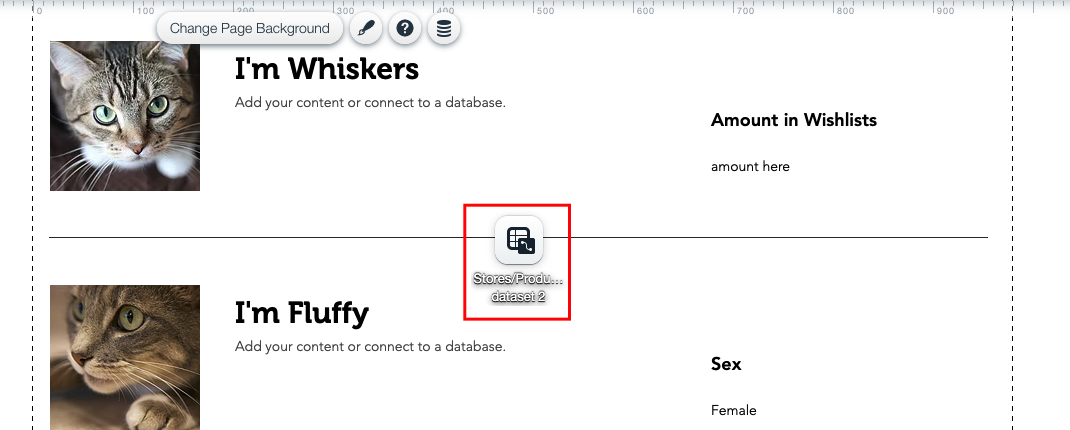 0 100 200 300 400 500 600 700 800 900
Change Page Background
I'm Whiskers
Add your content or connect to a database.
Amount in Wishlists
amount here
Stores/Produ...
dataset 2
I'm Fluffy
Add your content or connect to a database.
Sex
Female